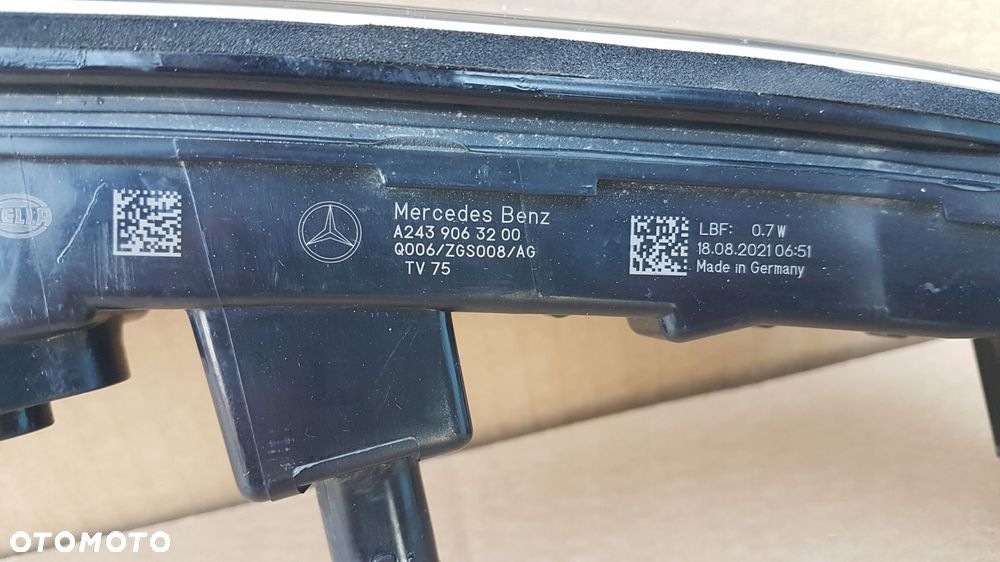 HELLA
Mercedes Benz
A243 906 32 00
Q006/ZGS008/AG
TV 75
LBF: 0.7 W
18.08.2021 06:51
Made in Germany
OTOMOTO